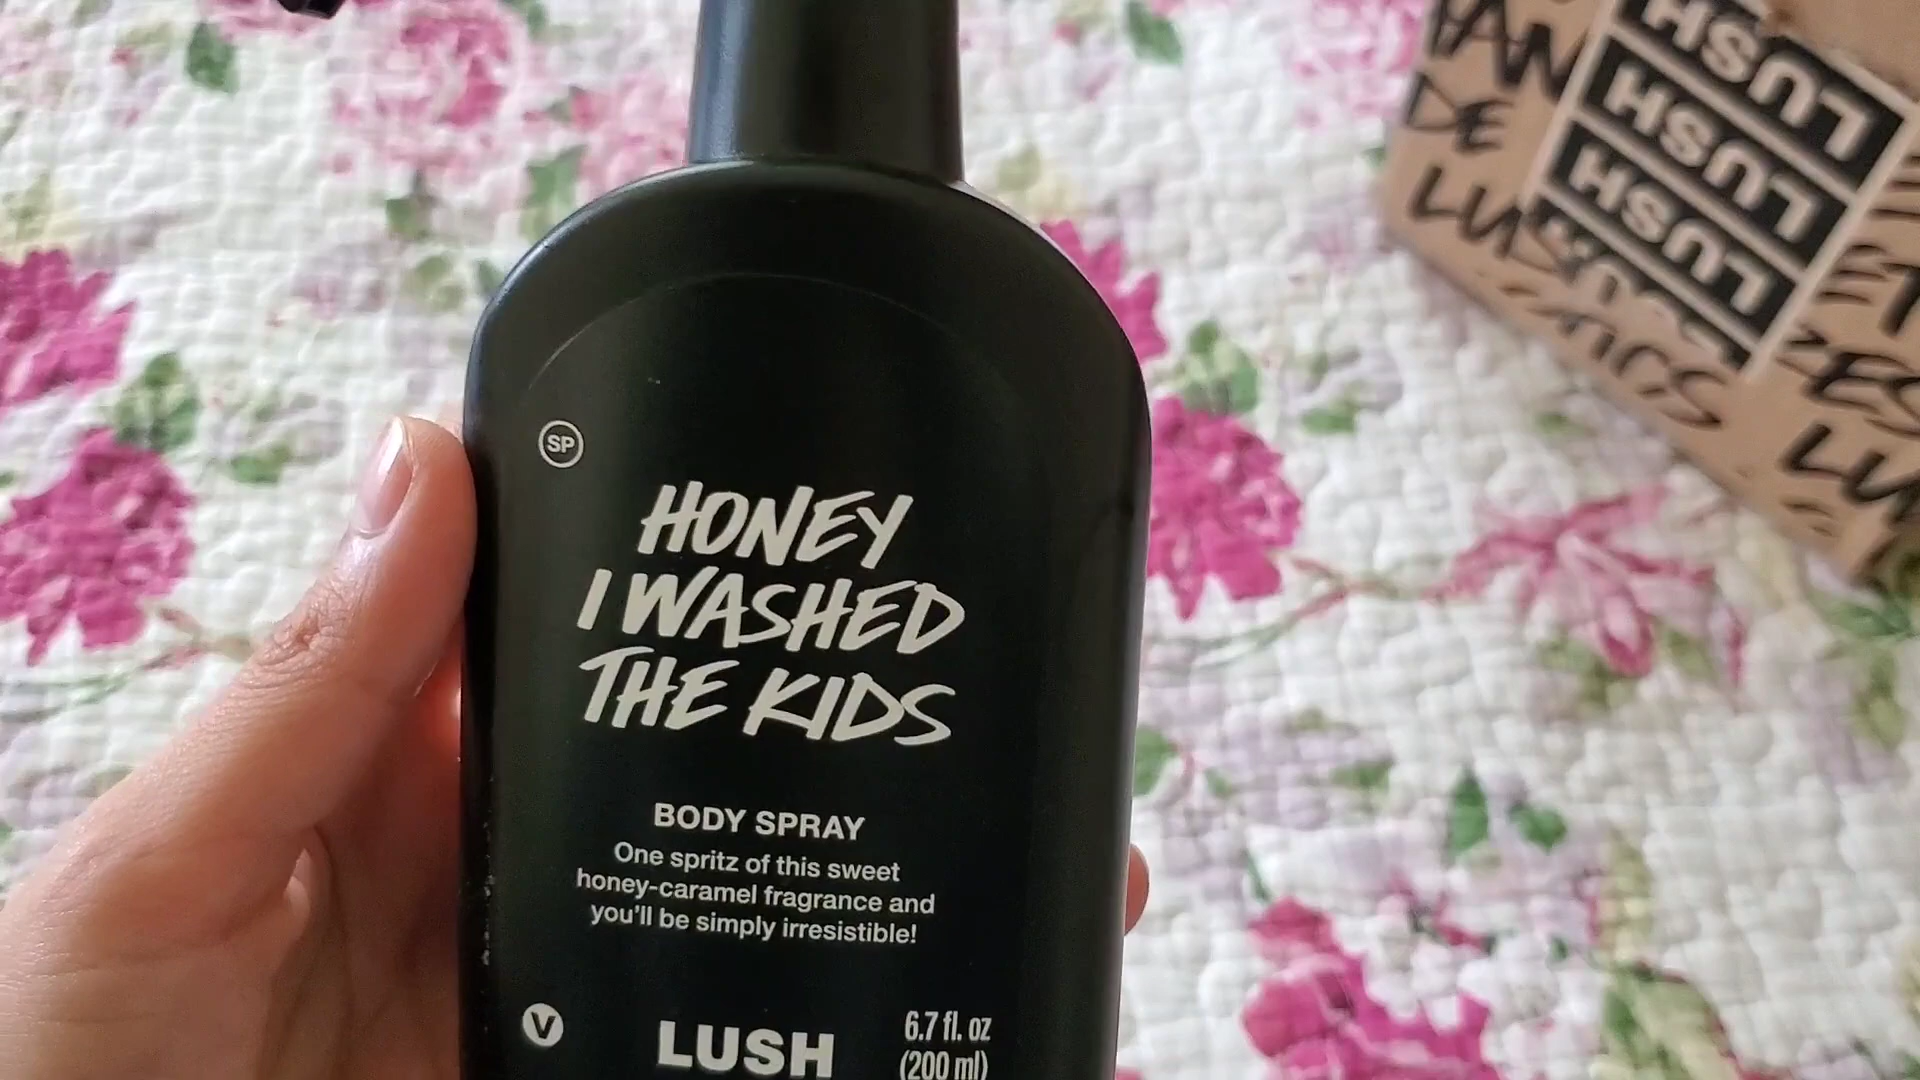 SP
HONEY
I WASHED
THE KIDS
BODY SPRAY
One spritz of this sweet
honey-caramel fragrance and
you'll be simply irresistible!
V
LUSH
6.7 fl. oz
(200 ml)
LUSH
LUSH
LUSH
DE